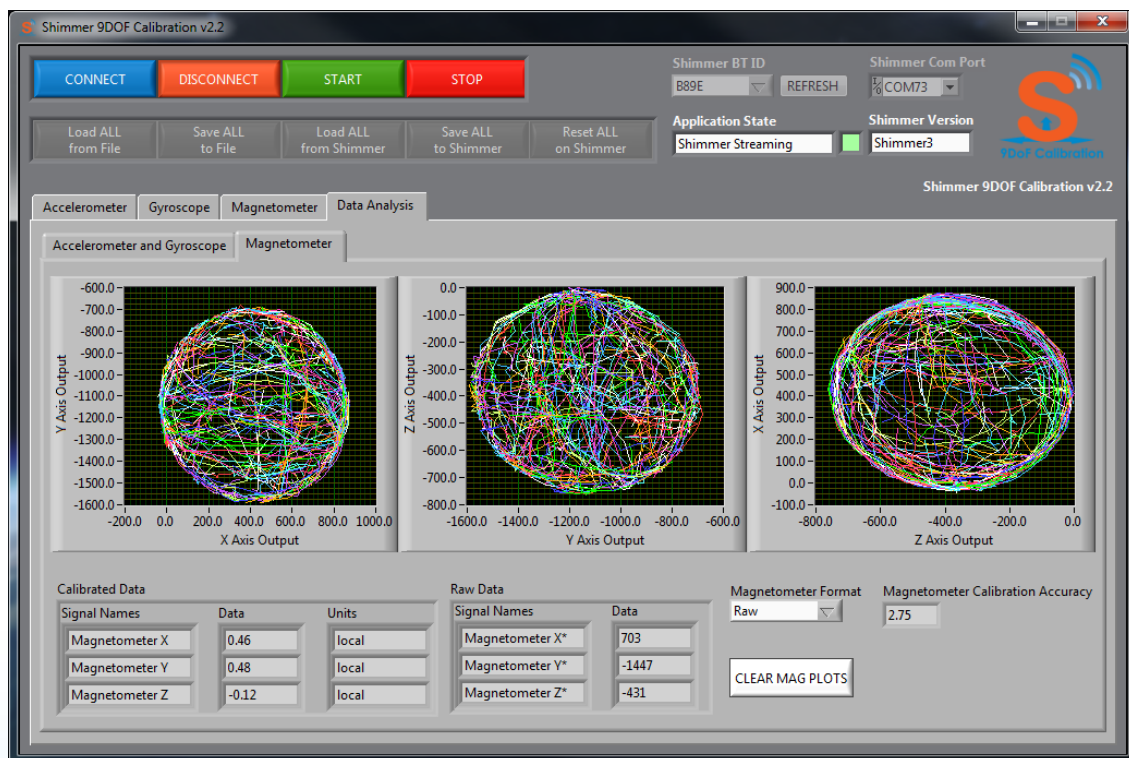 Shimmer 9DOF Calibration v2.2
CONNECT DISCONNECT START STOP
Shimmer BT ID Shimmer Com Port
B89E REFRESH COM73
Load ALL from File Save ALL to File Load ALL from Shimmer Save ALL to Shimmer Reset ALL on Shimmer
Application State Shimmer Version
Shimmer Streaming Shimmer3
9DoF Calibration
Shimmer 9DOF Calibration v2.2
Accelerometer Gyroscope Magnetometer Data Analysis
Accelerometer and Gyroscope Magnetometer
Y Axis Output
-600.0
-700.0
-800.0
-900.0
-1000.0
-1100.0
-1200.0
-1300.0
-1400.0
-1500.0
-1600.0
-200.0 0.0 200.0 400.0 600.0 800.0 1000.0
X Axis Output
Z Axis Output
0.0
-100.0
-200.0
-300.0
-400.0
-500.0
-600.0
-700.0
-800.0
-1600.0 -1400.0 -1200.0 -1000.0 -800.0 -600.0
Y Axis Output
X Axis Output
900.0
800.0
700.0
600.0
500.0
400.0
300.0
200.0
100.0
0.0
-100.0
-800.0 -600.0 -400.0 -200.0 0.0
Z Axis Output
Calibrated Data
Signal Names Data Units
Magnetometer X 0.46 local
Magnetometer Y 0.48 local
Magnetometer Z -0.12 local
Raw Data
Signal Names Data
Magnetometer X* 703
Magnetometer Y* -1447
Magnetometer Z* -431
Magnetometer Format Magnetometer Calibration Accuracy
Raw 2.75
CLEAR MAG PLOTS